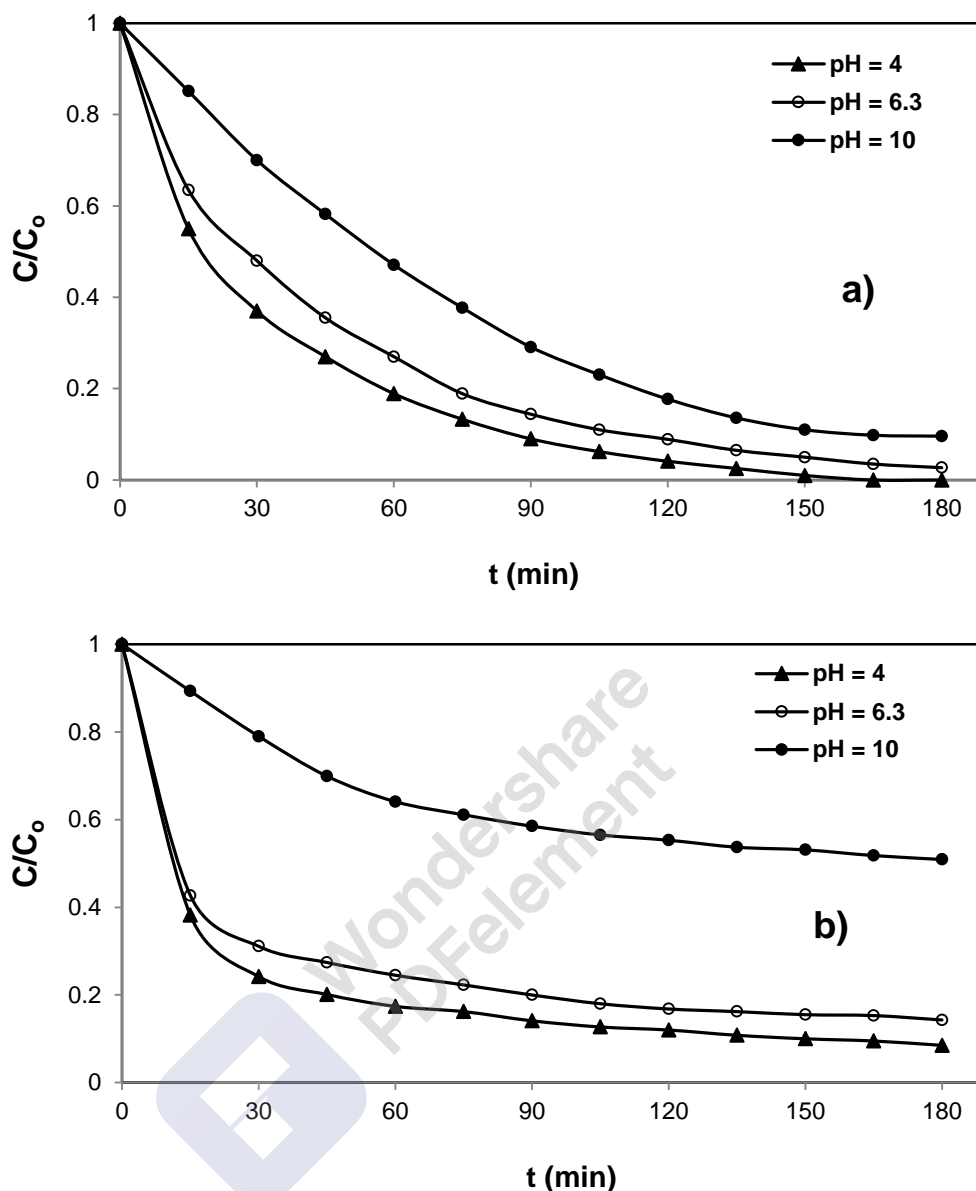 1
0.8
0.6
0.4
0.2
0
C/Co
pH = 4
pH = 6.3
pH = 10
a)
0 30 60 90 120 150 180
t (min)
1
0.8
0.6
0.4
0.2
0
C/Co
pH = 4
pH = 6.3
pH = 10
b)
0 30 60 90 120 150 180
t (min)
Wondershare
PDFelement